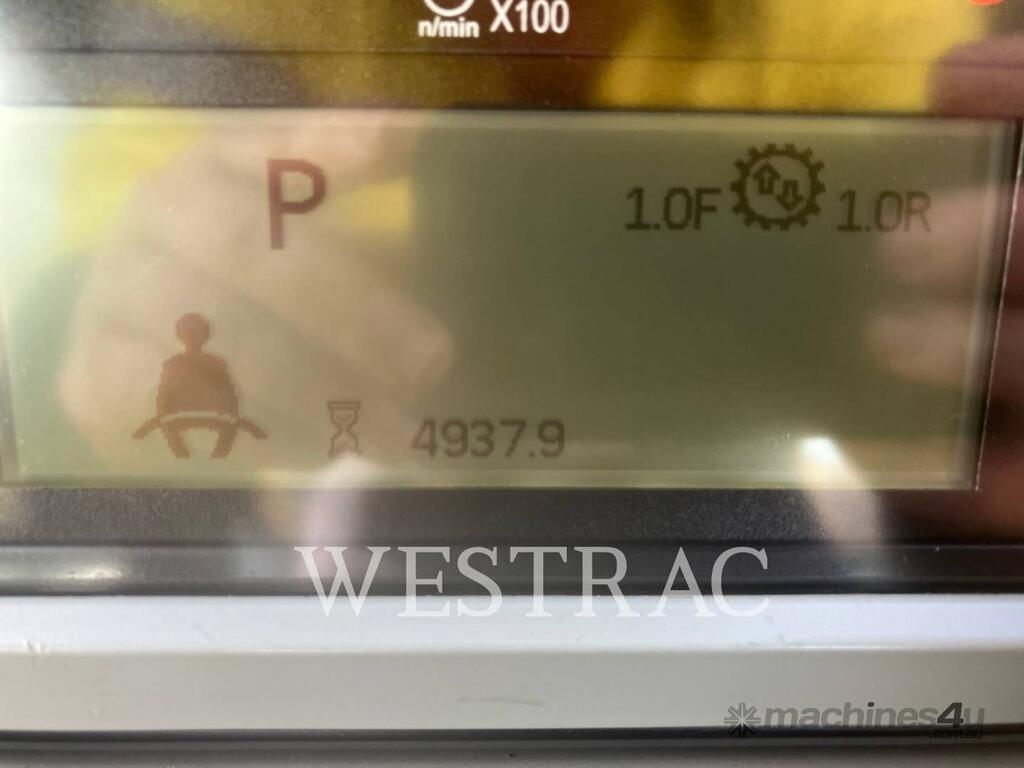 n/min X100
P
1.0F 1.0R
4937.9
WESTRAC
machines4u
.com.au